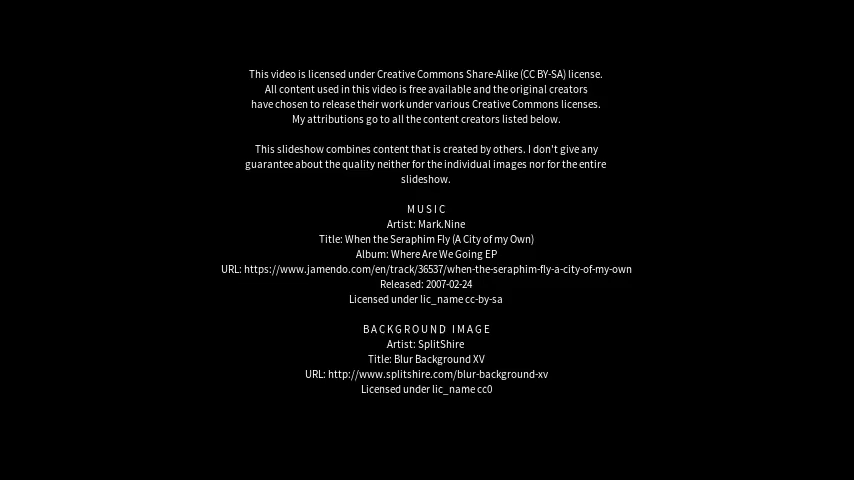 This video is licensed under Creative Commons Share-Alike (CC BY-SA) license.
All content used in this video is free available and the original creators
have chosen to release their work under various Creative Commons licenses.
My attributions go to all the content creators listed below.
This slideshow combines content that is created by others. I don't give any
guarantee about the quality neither for the individual images nor for the entire
slideshow.
MUSIC
Artist: Mark.Nine
Title: When the Seraphim Fly (A City of my Own)
Album: Where Are We Going EP
URL: https://www.jamendo.com/en/track/36537/when-the-seraphim-fly-a-city-of-my-own
Released: 2007-02-24
Licensed under lic_name cc-by-sa
BACKGROUND IMAGE
Artist: SplitShire
Title: Blur Background XV
URL: http://www.splitshire.com/blur-background-xv
Licensed under lic_name cc0